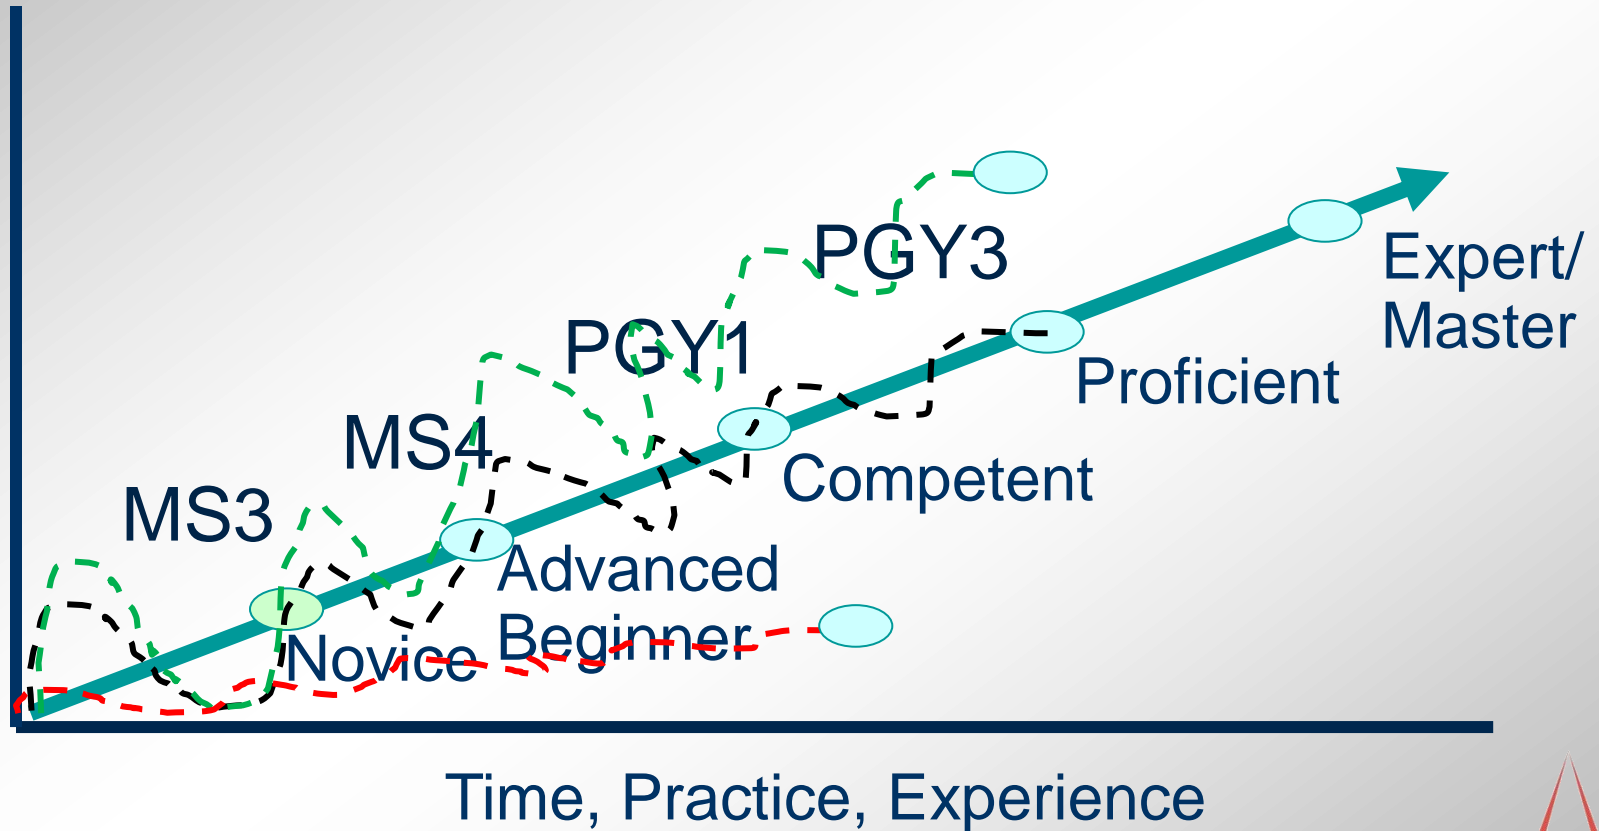 PGY3
Expert/
Master
PGY1
Proficient
MS4
Competent
MS3
Advanced
Beginner
Novice
Time, Practice, Experience